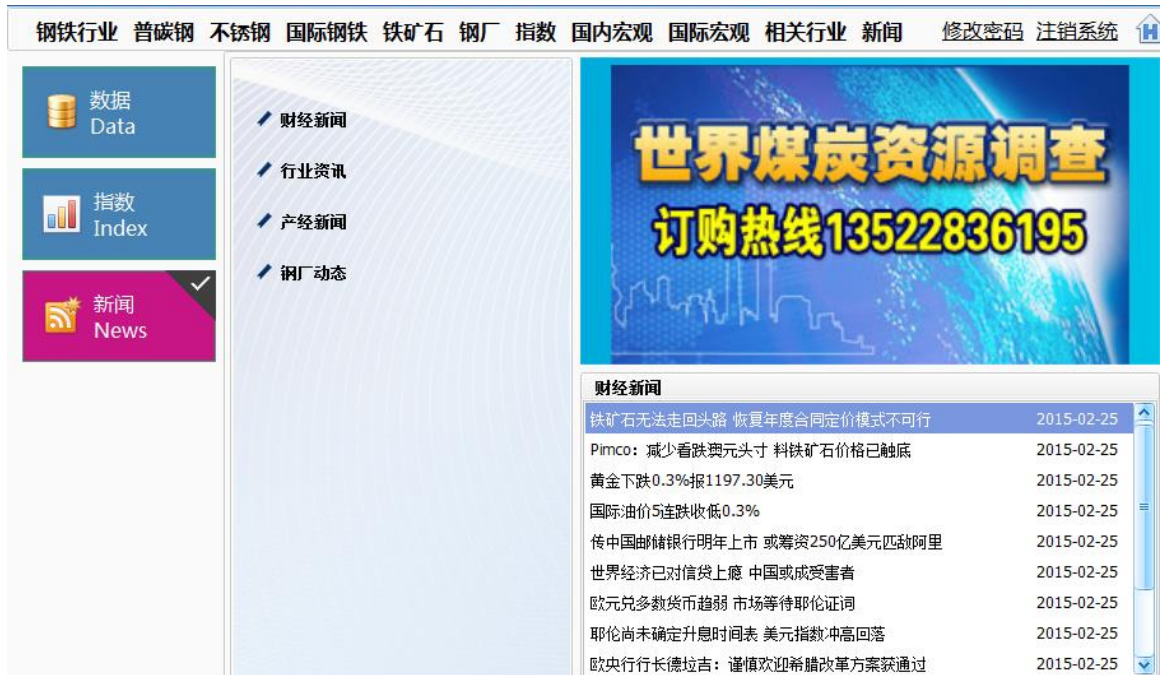 钢铁行业 普碳钢 不锈钢 国际钢铁 铁矿石 钢厂 指数 国内宏观 国际宏观 相关行业 新闻 修改密码 注销系统 H
数据
Data
指数
Index
新闻
News
财经新闻
行业资讯
产经新闻
钢厂动态
世界煤炭资源调查
订购热线13522836195
财经新闻
铁矿石无法走回头路 恢复年度合同定价模式不可行 2015-02-25
Pimco：减少看跌澳元头寸 料铁矿石价格已触底 2015-02-25
黄金下跌0.3%报1197.30美元 2015-02-25
国际油价5连跌收低0.3% 2015-02-25
传中国邮储银行明年上市 或筹资250亿美元匹敌阿里 2015-02-25
世界经济已对信贷上瘾 中国或成受害者 2015-02-25
欧元兑多数货币趋弱 市场等待耶伦证词 2015-02-25
耶伦尚未确定升息时间表 美元指数冲高回落 2015-02-25
欧央行行长德拉吉：谨慎欢迎希腊改革方案获通过 2015-02-25